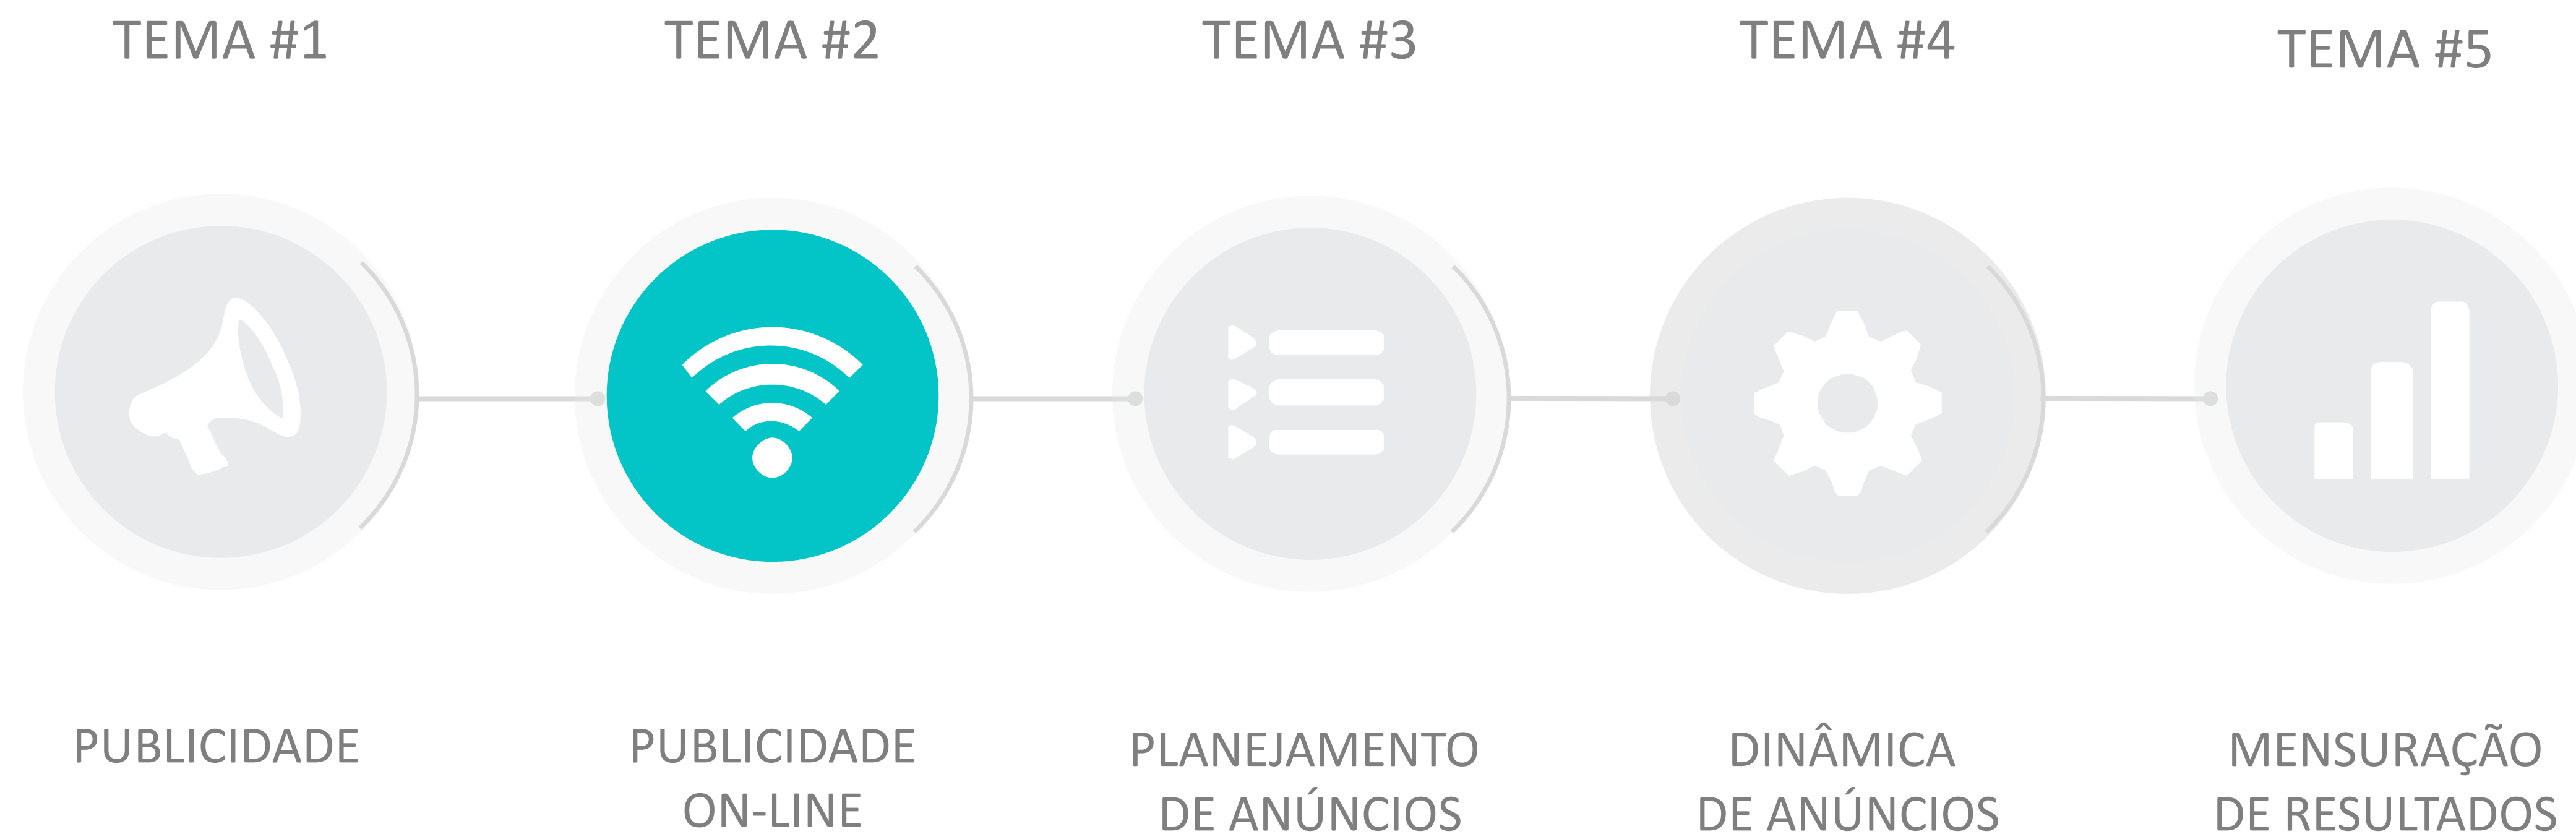 TEMA #1
TEMA #2
TEMA #3
TEMA #4
TEMA #5
PUBLICIDADE
PUBLICIDADE
ON-LINE
PLANEJAMENTO
DE ANÚNCIOS
DINÂMICA
DE ANÚNCIOS
MENSURAÇÃO
DE RESULTADOS